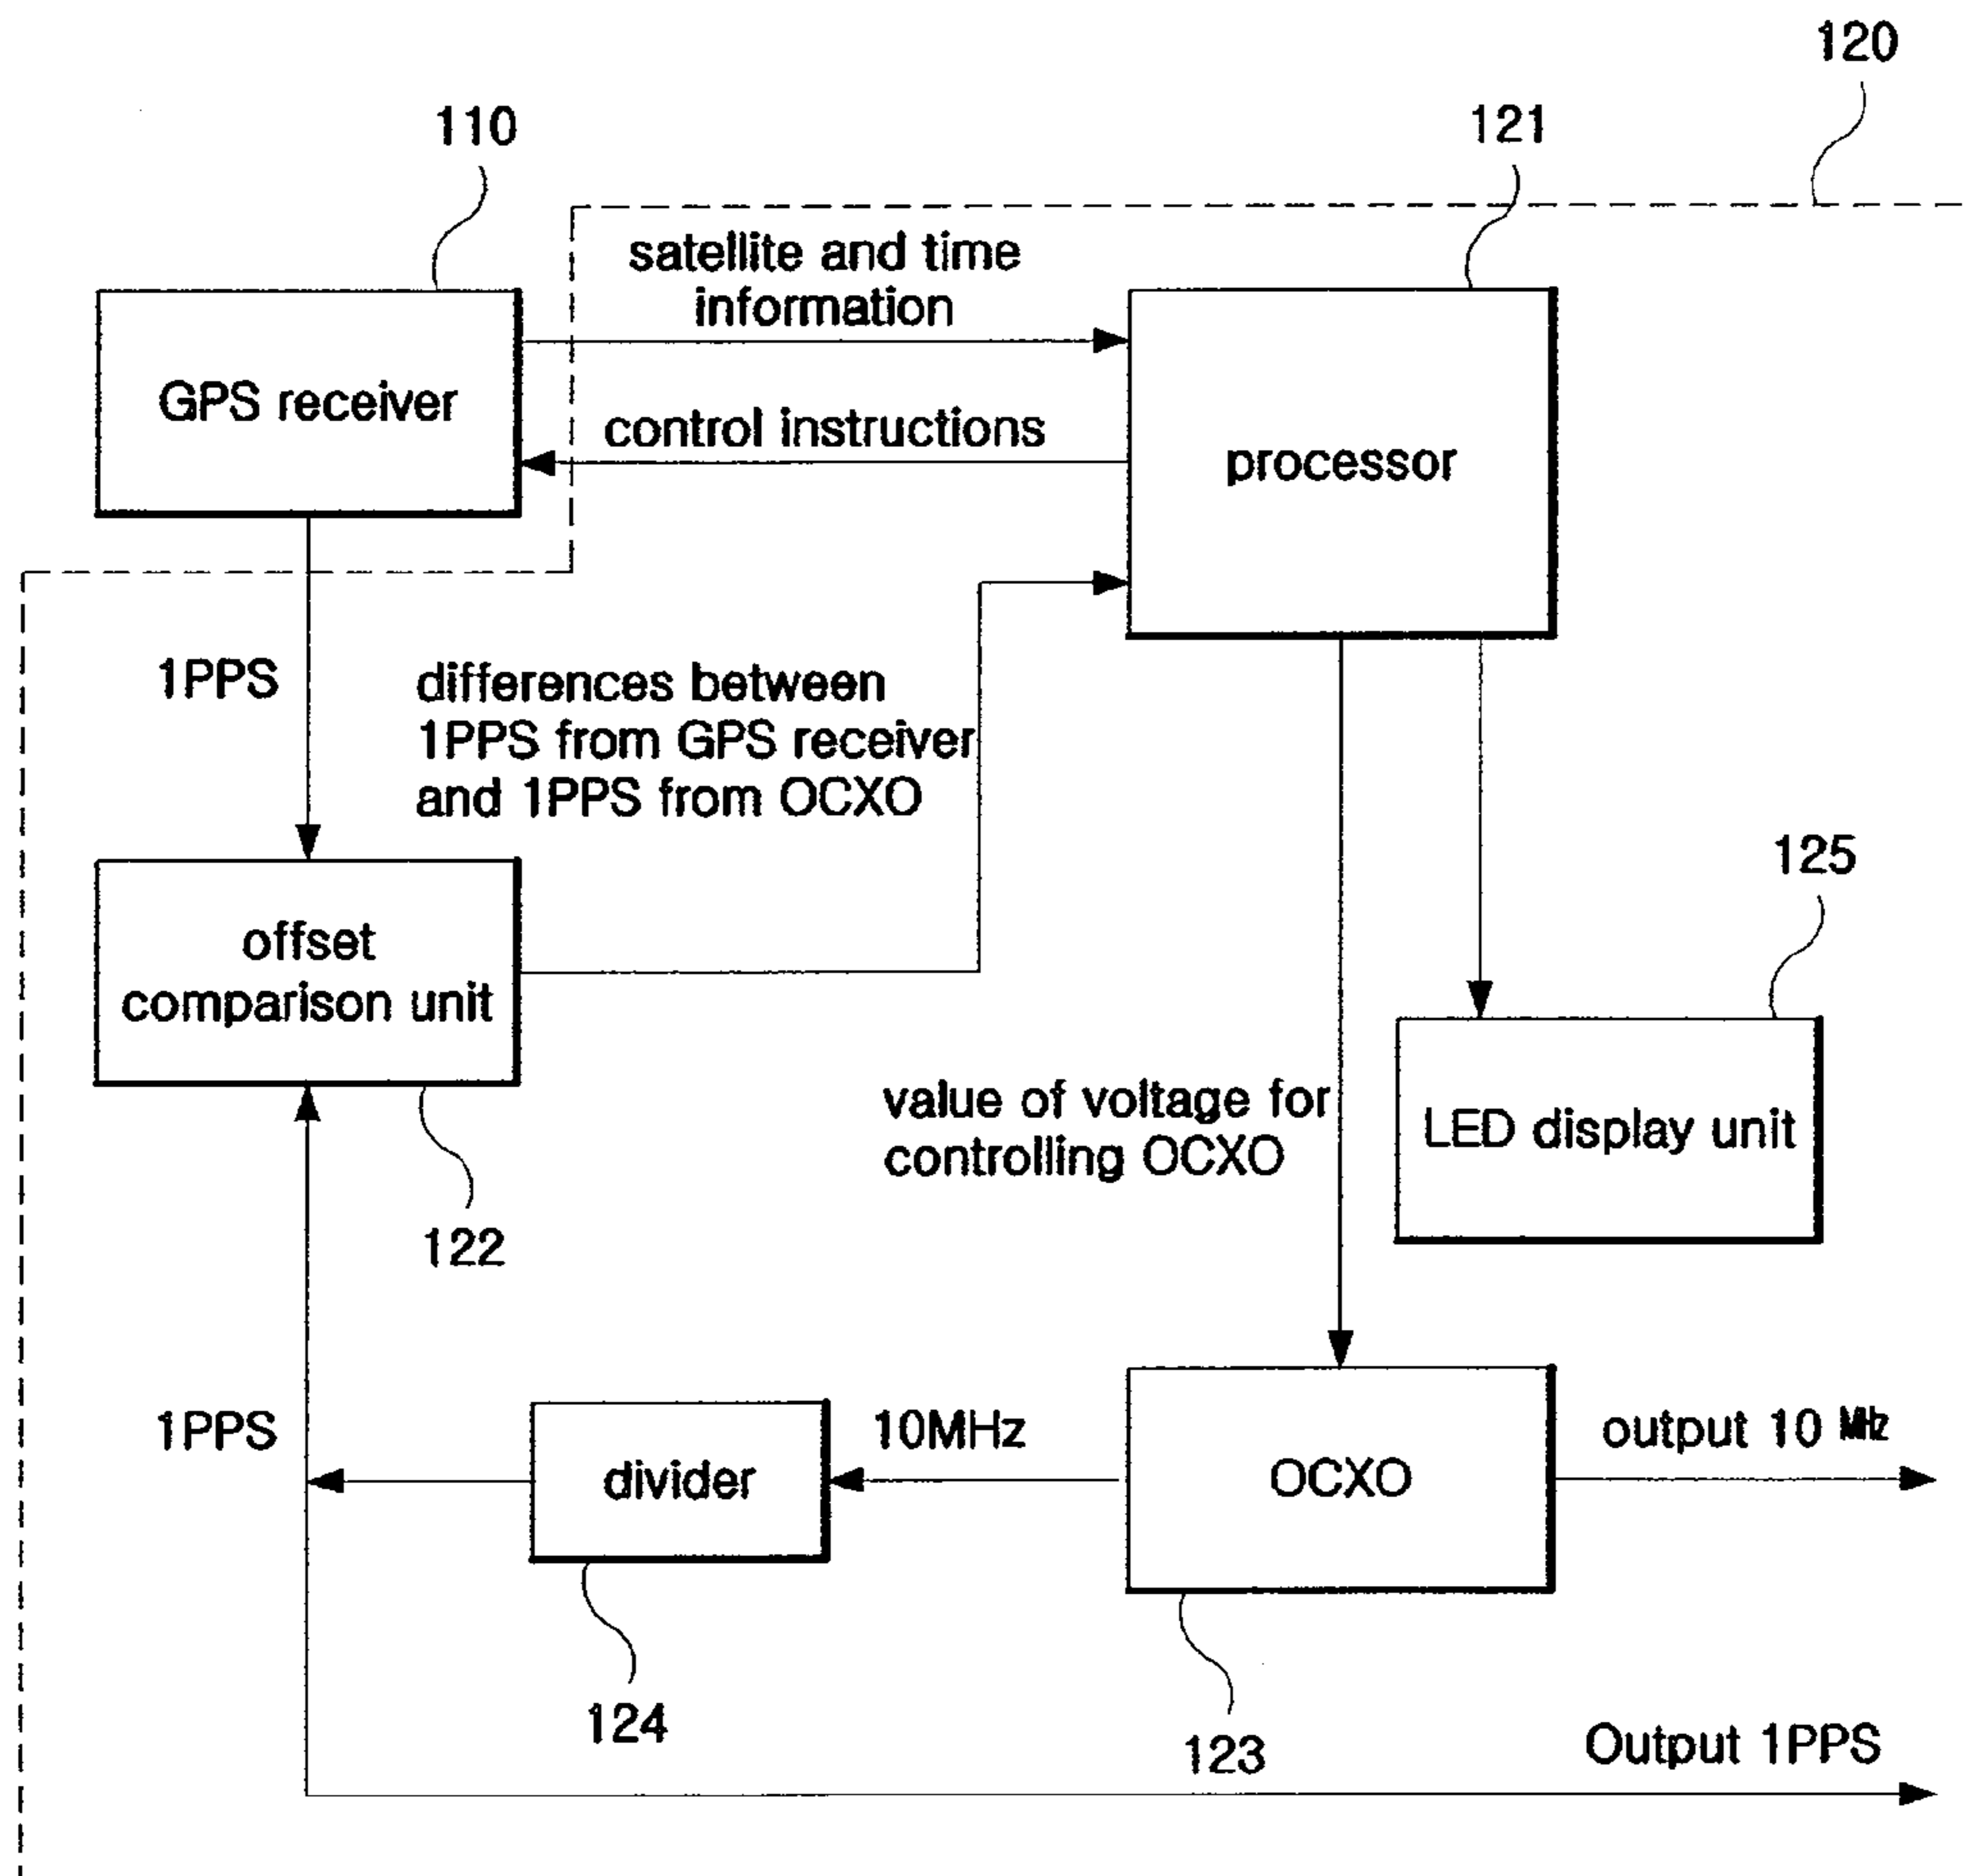 120
110
121
satellite and time
information
GPS receiver
control instructions
processor
1PPS
differences between
1PPS from GPS receiver
and 1PPS from OCXO
125
offset
comparison unit
value of voltage for
controlling OCXO
LED display unit
122
1PPS
divider
10MHz
OCXO
output 10 MHz
124
123
Output 1PPS